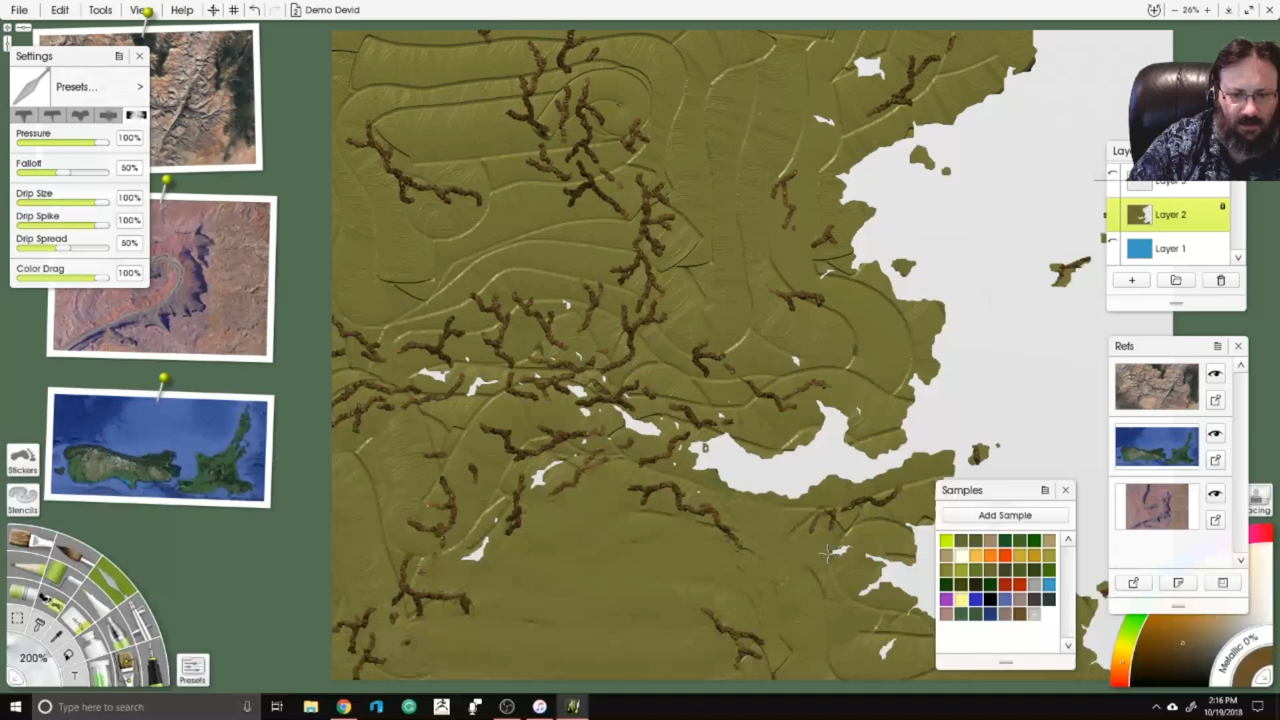 File Edit Tools View Help Demo Devid 26%
Settings
Presets... >
Pressure 100%
Falloff 50%
Drip Size 100%
Drip Spike 100%
Drip Spread 50%
Color Drag 100%
Layer 2
Layer 1
Refs
Samples
Add Sample
Stickers
Stencils
200%
Presets
Metallic 0%
Type here to search
2:16 PM
10/19/2018